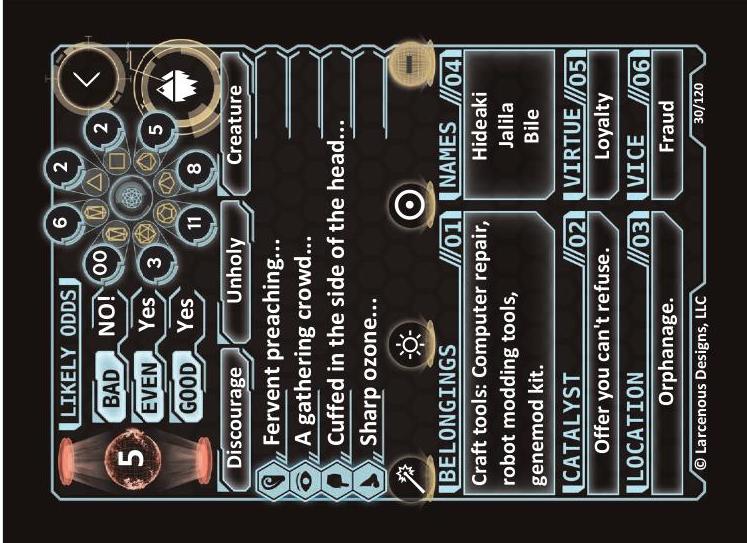 5
LIKELY ODDS
BAD NO!
EVEN Yes
GOOD Yes
6
2
2
5
8
11
3
00
Discourage Unholy Creature
Fervent preaching...
A gathering crowd...
Cuffed in the side of the head...
Sharp ozone...
BELONGINGS 01
Craft tools: Computer repair,
robot modding tools,
genemod kit.
NAMES 04
Hideaki
Jalila
Bile
CATALYST 02
Offer you can't refuse.
VIRTUE 05
Loyalty
LOCATION 03
Orphanage.
VICE 06
Fraud
© Larcenous Designs, LLC
30/120